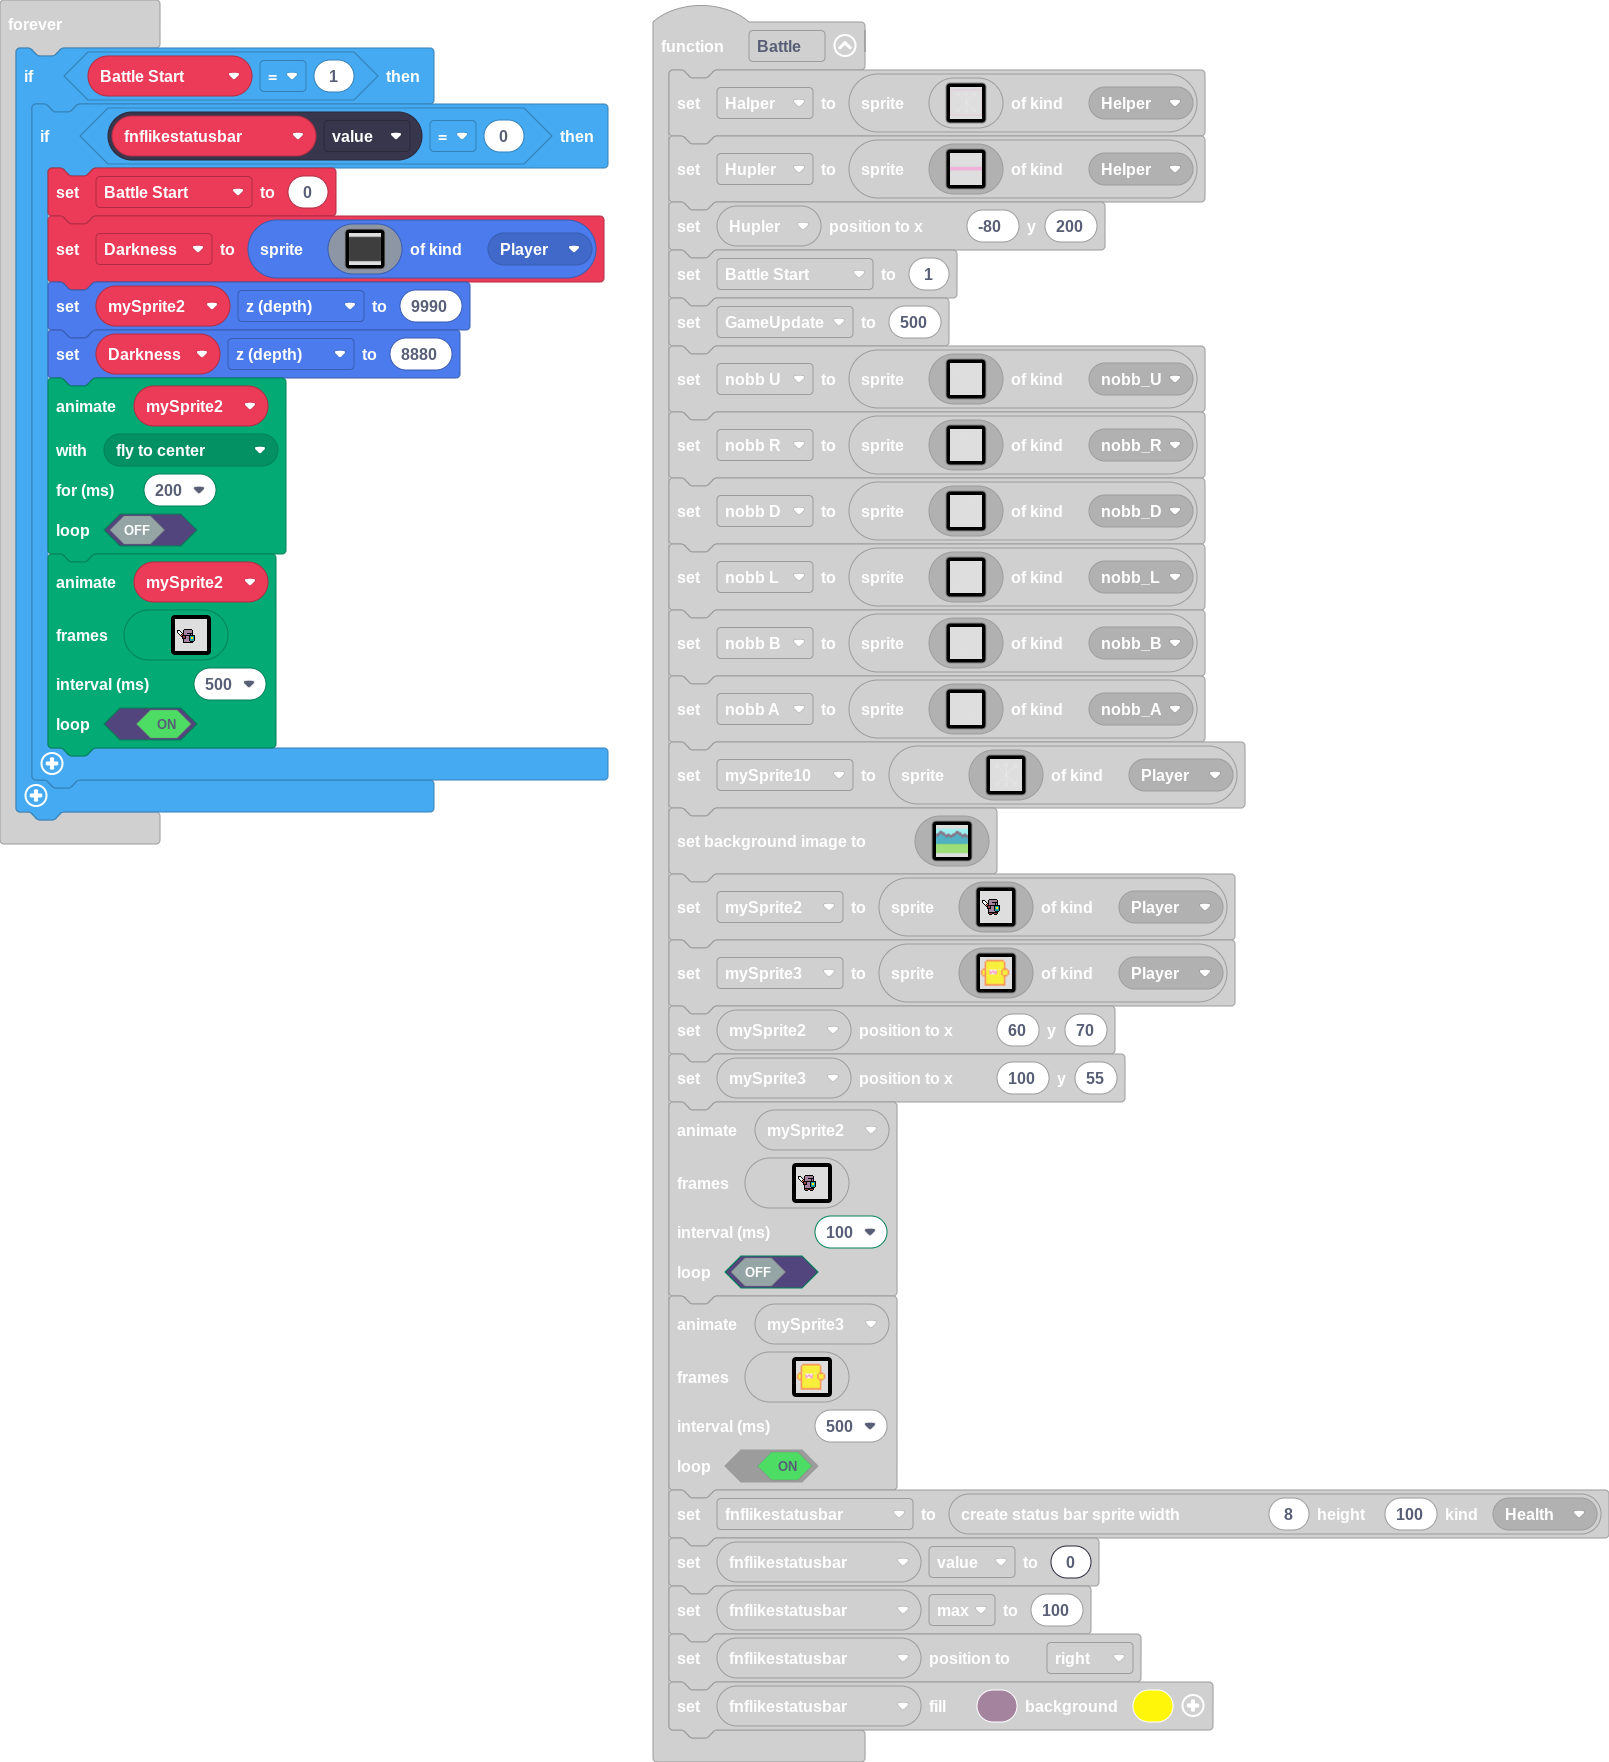 forever
if Battle Start = 1 then
if fnflikestatusbar value = 0 then
set Battle Start to 0
set Darkness to sprite of kind Player
set mySprite2 z (depth) to 9990
set Darkness z (depth) to 8880
animate mySprite2
with fly to center
for (ms) 200
loop OFF
animate mySprite2
frames
interval (ms) 500
loop ON
function Battle
set Halper to sprite of kind Helper
set Hupler to sprite of kind Helper
set Hupler position to x -80 y 200
set Battle Start to 1
set GameUpdate to 500
set nobb U to sprite of kind nobb_U
set nobb R to sprite of kind nobb_R
set nobb D to sprite of kind nobb_D
set nobb L to sprite of kind nobb_L
set nobb B to sprite of kind nobb_B
set nobb A to sprite of kind nobb_A
set mySprite10 to sprite of kind Player
set background image to
set mySprite2 to sprite of kind Player
set mySprite3 to sprite of kind Player
set mySprite2 position to x 60 y 70
set mySprite3 position to x 100 y 55
animate mySprite2
frames
interval (ms) 100
loop OFF
animate mySprite3
frames
interval (ms) 500
loop ON
set fnflikestatusbar to create status bar sprite width 8 height 100 kind Health
set fnflikestatusbar value to 0
set fnflikestatusbar max to 100
set fnflikestatusbar position to right
set fnflikestatusbar fill background